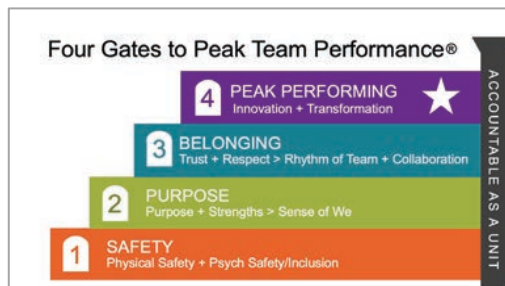 Four Gates to Peak Team Performance®
4 PEAK PERFORMING
Innovation + Transformation
3 BELONGING
Trust + Respect > Rhythm of Team + Collaboration
2 PURPOSE
Purpose + Strengths > Sense of We
1 SAFETY
Physical Safety + Psych Safety/Inclusion
ACCOUNTABLE AS A UNIT